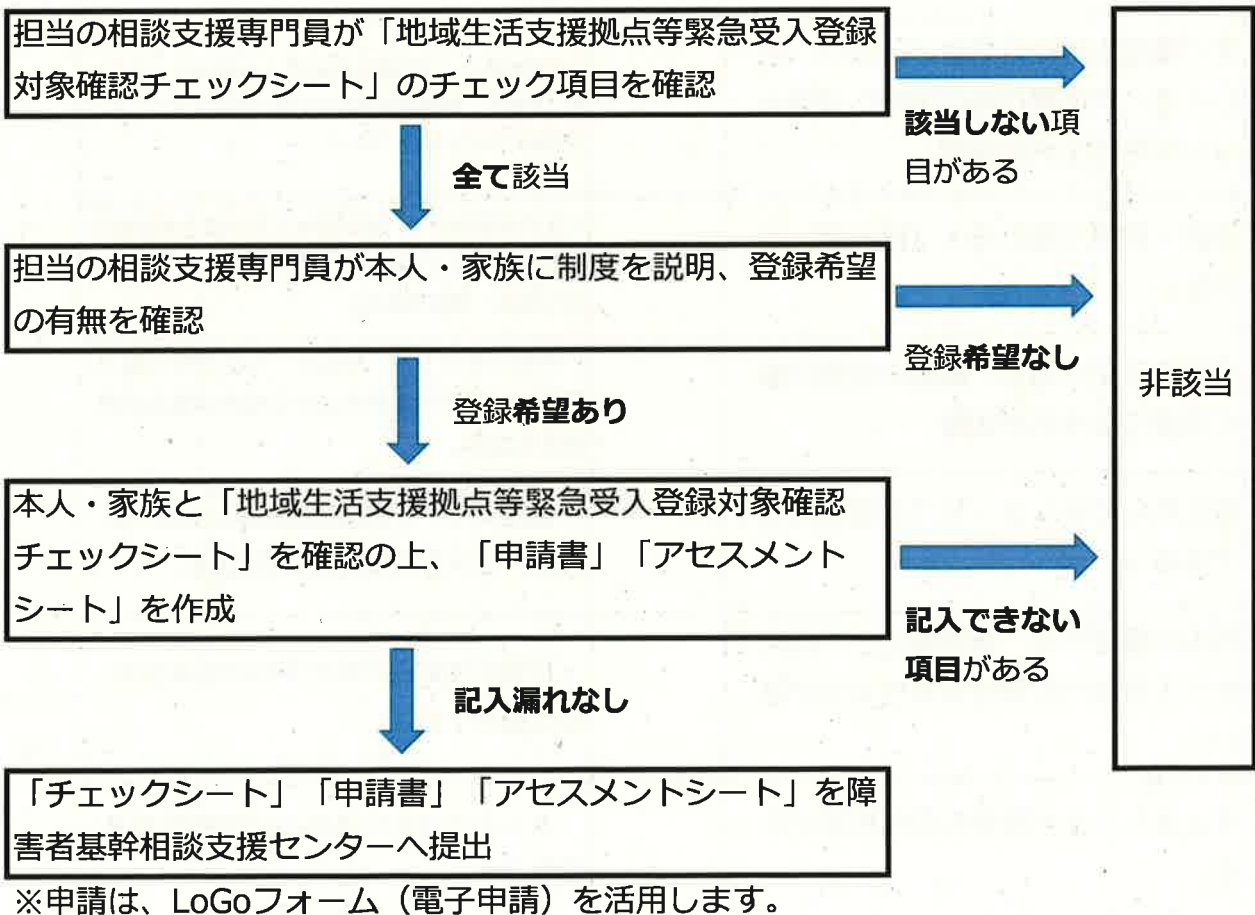 担当の相談支援専門員が「地域生活支援拠点等緊急受入登録
対象確認チェックシート」のチェック項目を確認
該当しない項
目がある
全て該当
担当の相談支援専門員が本人・家族に制度を説明、登録希望
の有無を確認
登録希望なし
非該当
登録希望あり
本人・家族と「地域生活支援拠点等緊急受入登録対象確認
チェックシート」を確認の上、「申請書」「アセスメント
シート」を作成
記入できない
項目がある
記入漏れなし
「チェックシート」「申請書」「アセスメントシート」を障
害者基幹相談支援センターへ提出
※申請は、LoGoフォーム（電子申請）を活用します。